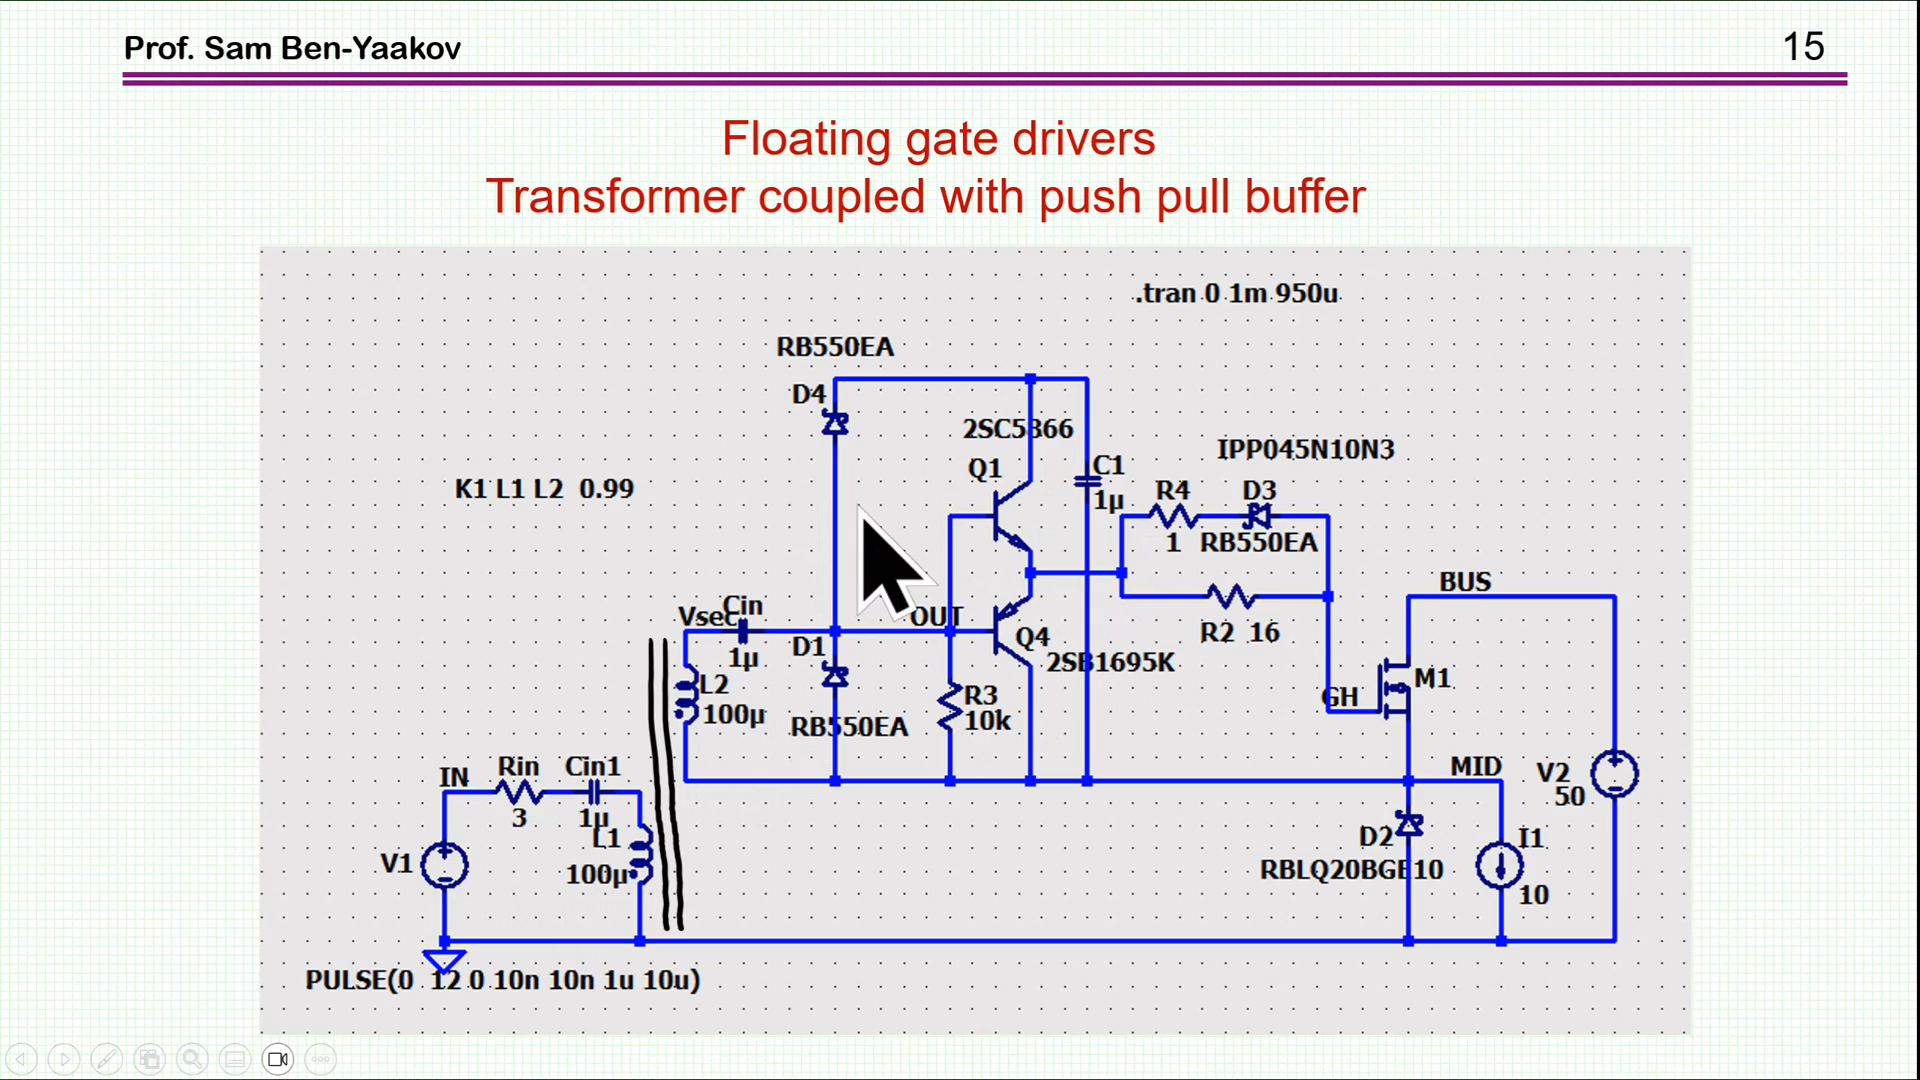 Prof. Sam Ben-Yaakov
15
Floating gate drivers
Transformer coupled with push pull buffer
.tran 0 1m 950u
RB550EA
D4
2SC5866
Q1
C1
1µ
IPP045N10N3
K1 L1 L2 0.99
R4
1
D3
RB550EA
BUS
Vsec
Cin
1µ
OUT
D1
RB550EA
Q4
2SB1695K
R2 16
L2
100µ
R3
10k
GH
M1
MID
IN
Rin
3
Cin1
1µ
V2
50
V1
L1
100µ
D2
RBLQ20BGE10
I1
10
PULSE(0 12 0 10n 10n 1u 10u)